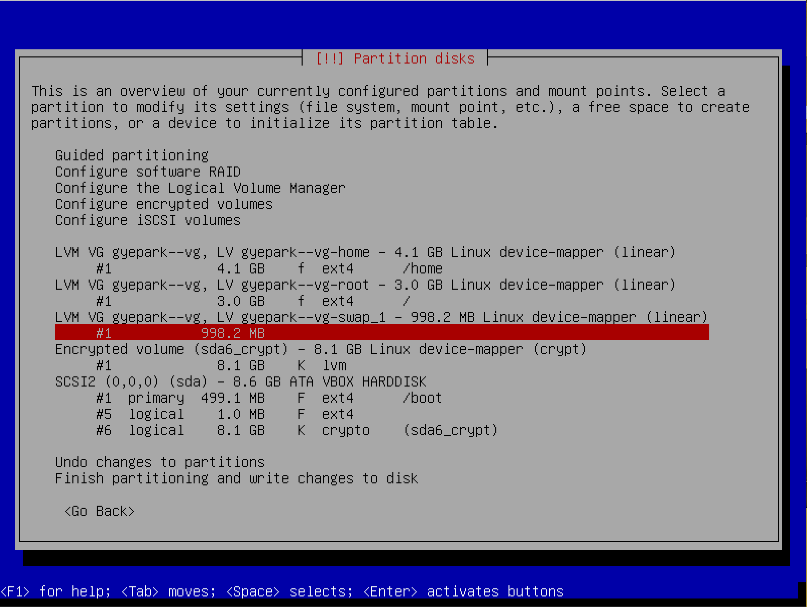 [!!] Partition disks
This is an overview of your currently configured partitions and mount points. Select a
partition to modify its settings (file system, mount point, etc.), a free space to create
partitions, or a device to initialize its partition table.
Guided partitioning
Configure software RAID
Configure the Logical Volume Manager
Configure encrypted volumes
Configure iSCSI volumes
LVM VG gyepark--vg, LV gyepark--vg-home - 4.1 GB Linux device-mapper (linear)
#1 4.1 GB f ext4 /home
LVM VG gyepark--vg, LV gyepark--vg-root - 3.0 GB Linux device-mapper (linear)
#1 3.0 GB f ext4 /
LVM VG gyepark--vg, LV gyepark--vg-swap_1 - 998.2 MB Linux device-mapper (linear)
#1 998.2 MB
Encrypted volume (sda6_crypt) - 8.1 GB Linux device-mapper (crypt)
#1 8.1 GB K lvm
SCSI2 (0,0,0) (sda) - 8.6 GB ATA VBOX HARDDISK
#1 primary 499.1 MB F ext4 /boot
#5 logical 1.0 MB F ext4
#6 logical 8.1 GB K crypto (sda6_crypt)
Undo changes to partitions
Finish partitioning and write changes to disk
<Go Back>
<F1> for help; <Tab> moves; <Space> selects; <Enter> activates buttons